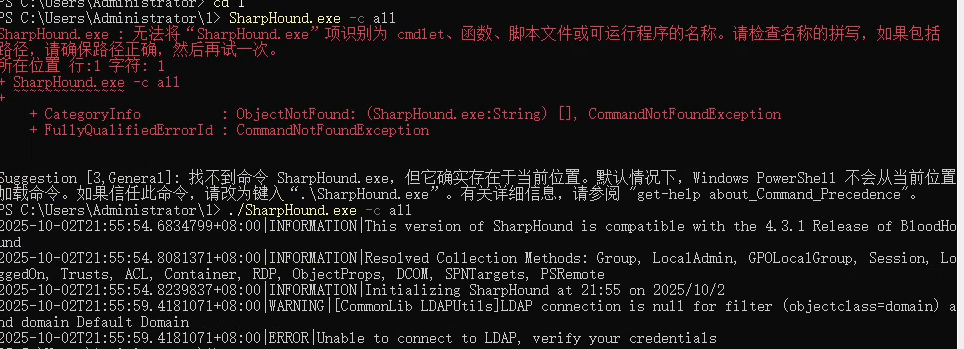 PS C:\Users\Administrator> cd 1
PS C:\Users\Administrator\1> SharpHound.exe -c all
SharpHound.exe : 无法将“SharpHound.exe”项识别为 cmdlet、函数、脚本文件或可运行程序的名称。请检查名称的拼写，如果包括
路径，请确保路径正确，然后再试一次。
所在位置 行:1 字符: 1
+ SharpHound.exe -c all
+ ~~~~~~~~~~~~~~
    + CategoryInfo          : ObjectNotFound: (SharpHound.exe:String) [], CommandNotFoundException
    + FullyQualifiedErrorId : CommandNotFoundException
Suggestion [3,General]: 找不到命令 SharpHound.exe，但它确实存在于当前位置。默认情况下，Windows PowerShell 不会从当前位置
加载命令。如果信任此命令，请改为键入“.\SharpHound.exe”。有关详细信息，请参阅 "get-help about_Command_Precedence"。
PS C:\Users\Administrator\1> ./SharpHound.exe -c all
2025-10-02T21:55:54.6834799+08:00|INFORMATION|This version of SharpHound is compatible with the 4.3.1 Release of BloodHo
und
2025-10-02T21:55:54.8081371+08:00|INFORMATION|Resolved Collection Methods: Group, LocalAdmin, GPOLocalGroup, Session, Lo
ggedOn, Trusts, ACL, Container, RDP, ObjectProps, DCOM, SPNTargets, PSRemote
2025-10-02T21:55:54.8239837+08:00|INFORMATION|Initializing SharpHound at 21:55 on 2025/10/2
2025-10-02T21:55:59.4181071+08:00|WARNING|[CommonLib LDAPUtils]LDAP connection is null for filter (objectclass=domain) a
nd domain Default Domain
2025-10-02T21:55:59.4181071+08:00|ERROR|Unable to connect to LDAP, verify your credentials